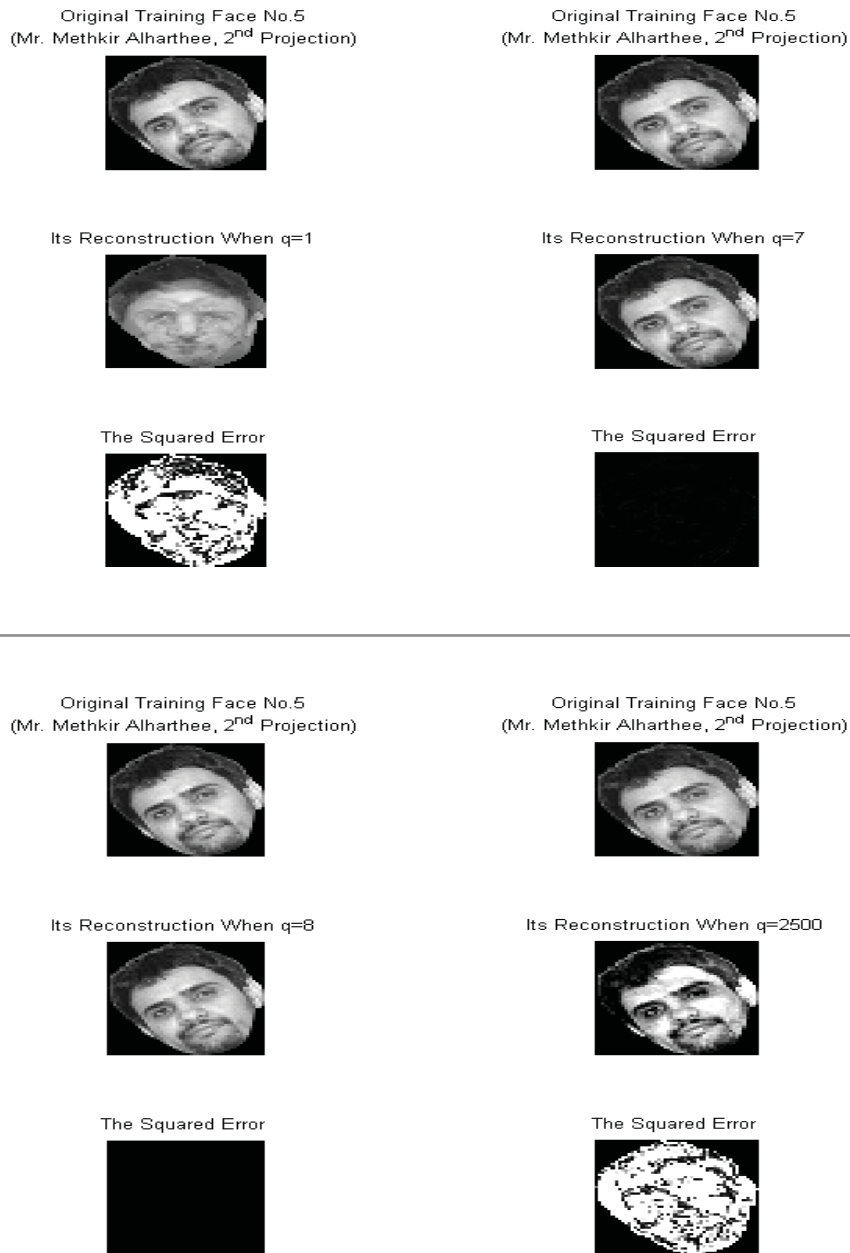 Original Training Face No.5
(Mr. Methkir Alharthee, 2nd Projection)
Its Reconstruction When q=1
The Squared Error
Original Training Face No.5
(Mr. Methkir Alharthee, 2nd Projection)
Its Reconstruction When q=7
The Squared Error
Original Training Face No.5
(Mr. Methkir Alharthee, 2nd Projection)
Its Reconstruction When q=8
The Squared Error
Original Training Face No.5
(Mr. Methkir Alharthee, 2nd Projection)
Its Reconstruction When q=2500
The Squared Error